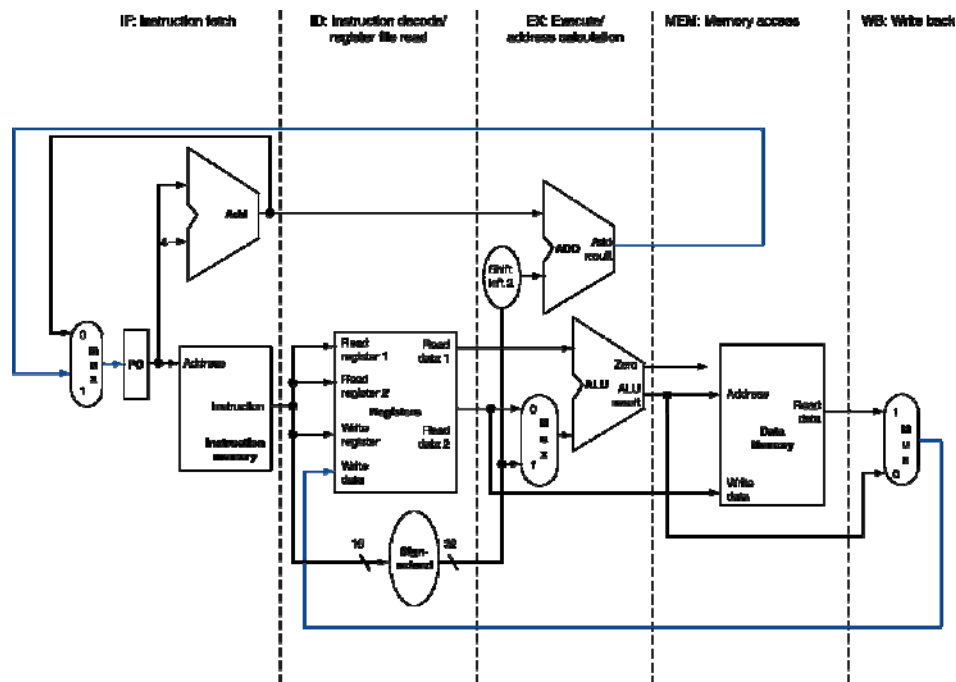 IF: Instruction fetch
ID: Instruction decode/
register file read
EX: Execute/
address calculation
MEM: Memory access
WB: Write back
Add
4
ADD
Add
result
Shift
left 2
0
M
u
x
1
PC
Address
Instruction
Instruction
memory
Read
register 1
Read
register 2
Registers
Write
register
Write
data
Read
data 1
Read
data 2
0
M
u
x
1
Zero
ALU
ALU
result
Address
Read
data
Data
Memory
Write
data
1
M
u
x
0
16
Sign-
extend
32